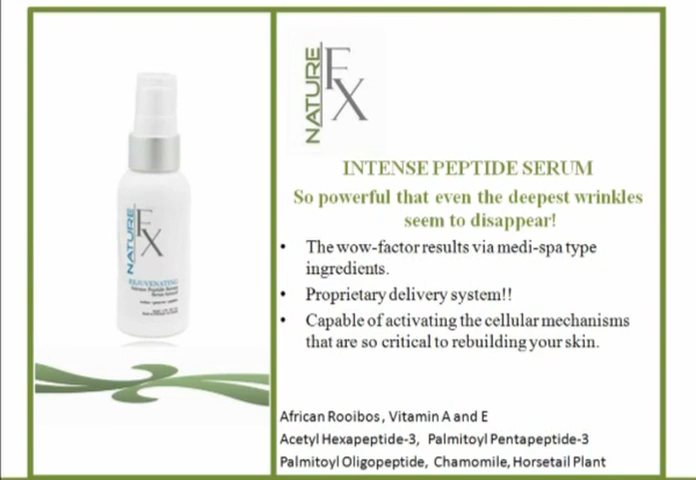 NATURE
FX
REJUVENATING
Intense Peptide Serum
NATURE
FX
INTENSE PEPTIDE SERUM
So powerful that even the deepest wrinkles
seem to disappear!
• The wow-factor results via medi-spa type
ingredients.
• Proprietary delivery system!!
• Capable of activating the cellular mechanisms
that are so critical to rebuilding your skin.
African Rooibos, Vitamin A and E
Acetyl Hexapeptide-3, Palmitoyl Pentapeptide-3
Palmitoyl Oligopeptide, Chamomile, Horsetail Plant